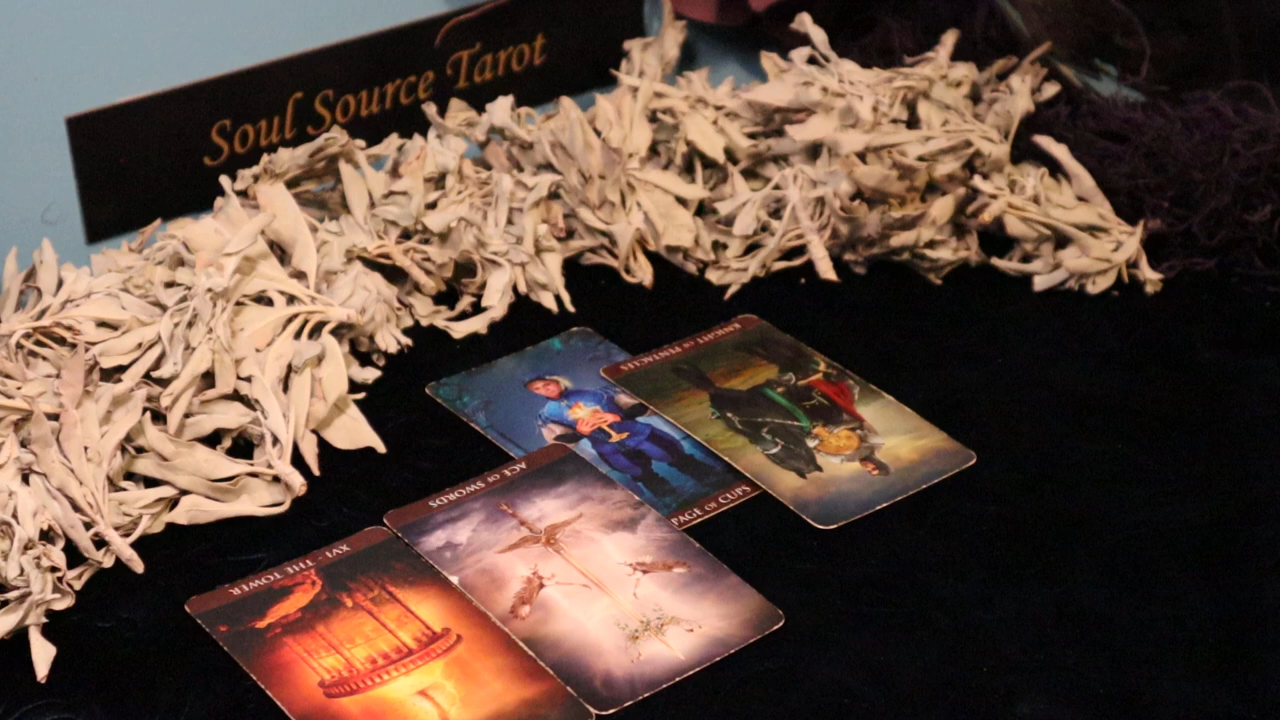 Soul Source Tarot
KNIGHT OF PENTACLES
ACE OF SWORDS
PAGE OF CUPS
XVI - THE TOWER